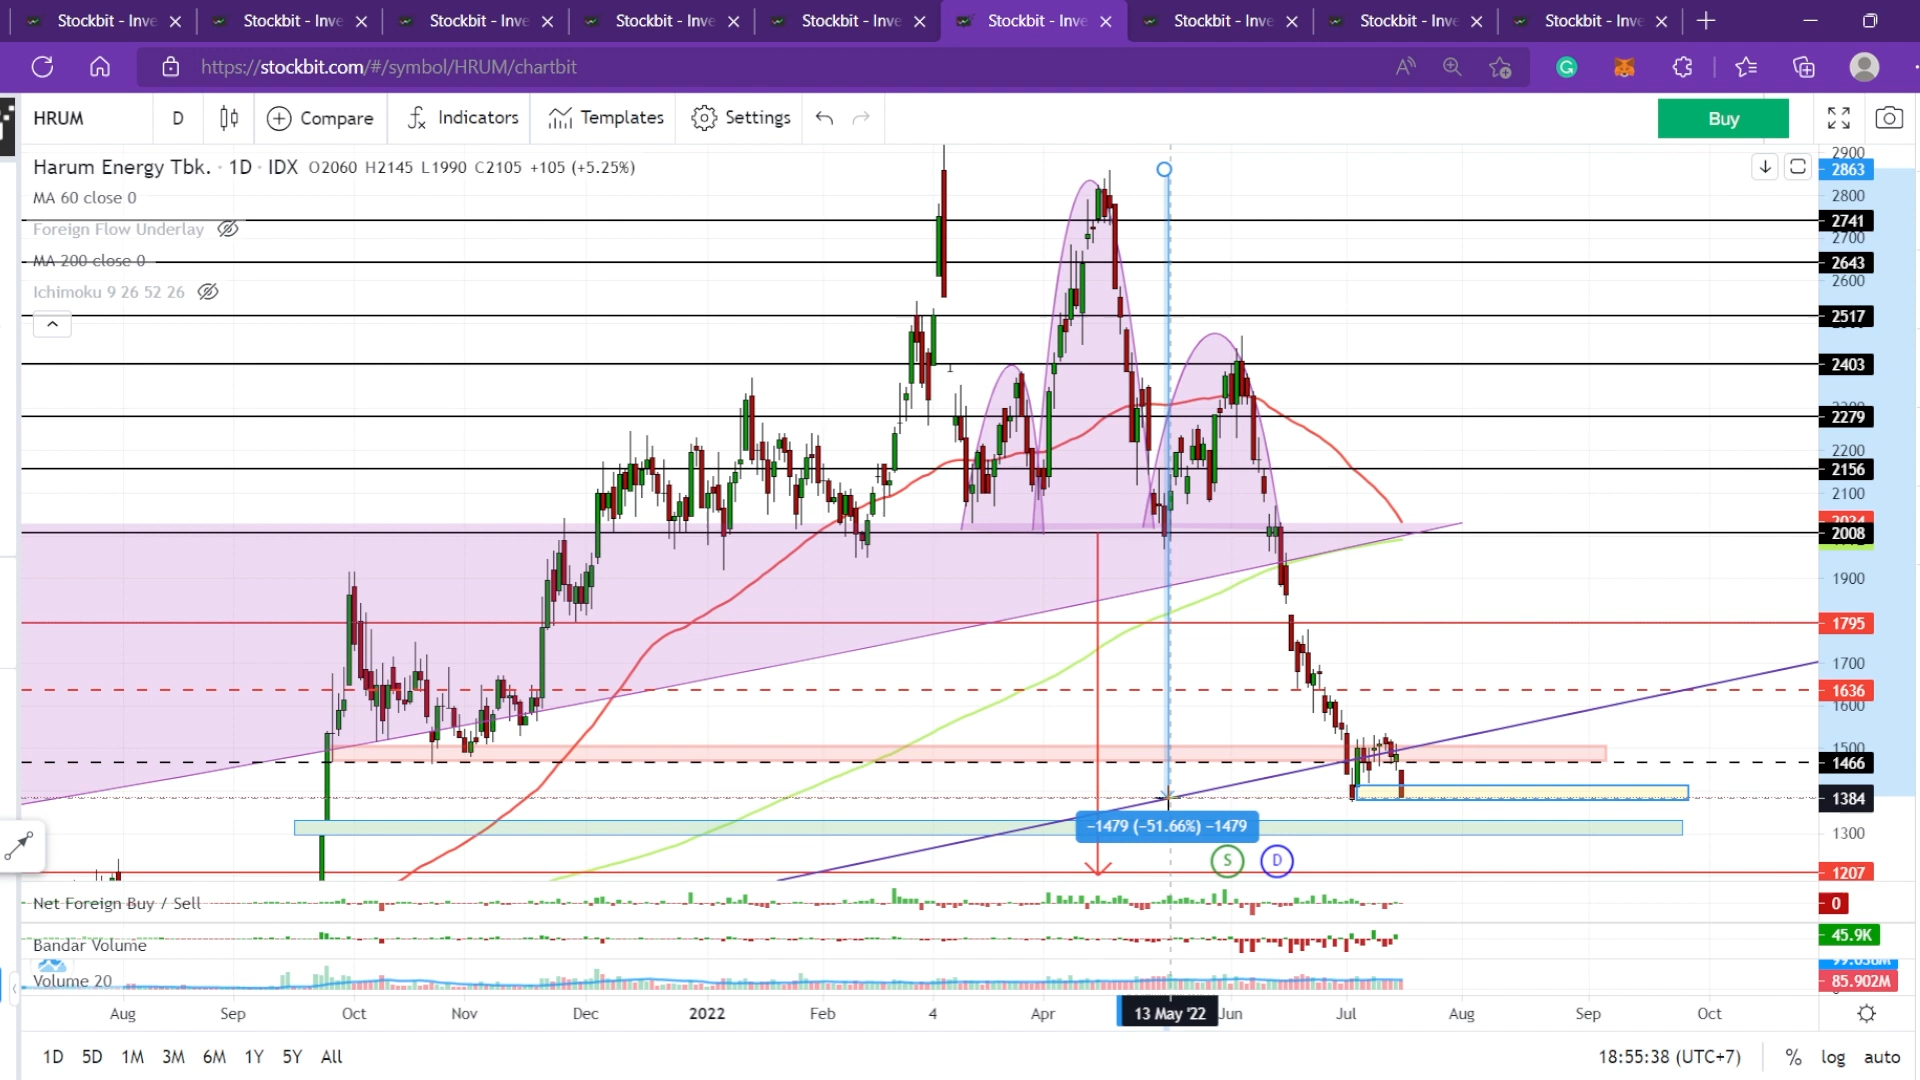 Stockbit - Inve Stockbit - Inve Stockbit - Inve Stockbit - Inve Stockbit - Inve Stockbit - Inve Stockbit - Inve Stockbit - Inve Stockbit - Inve
https://stockbit.com/#/symbol/HRUM/chartbit
HRUM D Compare Indicators Templates Settings Buy
Harum Energy Tbk. · 1D · IDX O2060 H2145 L1990 C2105 +105 (+5.25%)
MA 60 close 0
Foreign Flow Underlay
MA 200 close 0
Ichimoku 9 26 52 26
2900
2863
2800
2741
2700
2643
2600
2517
2403
2279
2200
2156
2100
2008
1900
1795
1700
1636
1600
1500
1466
1384
−1479 (−51.66%) −1479
1300
S D
1207
Net Foreign Buy / Sell 0
Bandar Volume 45.9K
Volume 20 85.902M
Aug Sep Oct Nov Dec 2022 Feb 4 Apr 13 May '22 Jun Jul Aug Sep Oct
1D 5D 1M 3M 6M 1Y 5Y All 18:55:38 (UTC+7) % log auto